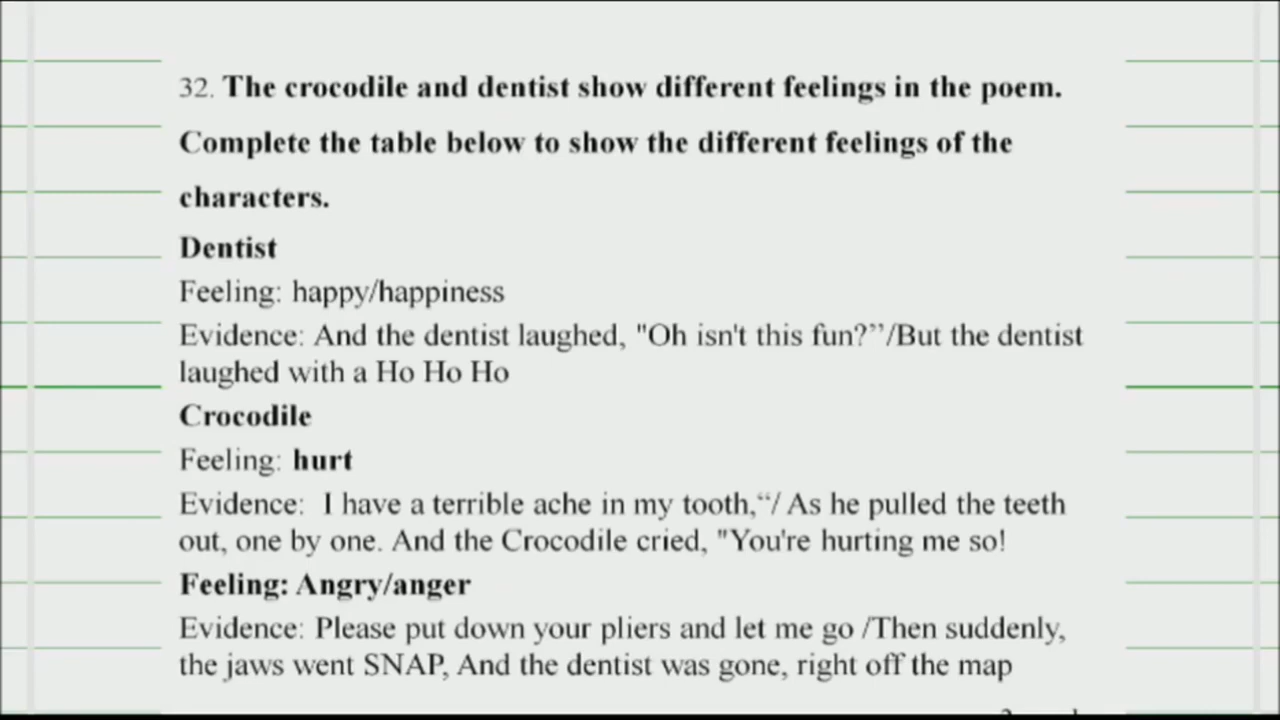 32. The crocodile and dentist show different feelings in the poem.
Complete the table below to show the different feelings of the
characters.
Dentist
Feeling: happy/happiness
Evidence: And the dentist laughed, "Oh isn't this fun?”/But the dentist
laughed with a Ho Ho Ho
Crocodile
Feeling: hurt
Evidence:  I have a terrible ache in my tooth,“/ As he pulled the teeth
out, one by one. And the Crocodile cried, "You're hurting me so!
Feeling: Angry/anger
Evidence: Please put down your pliers and let me go /Then suddenly,
the jaws went SNAP, And the dentist was gone, right off the map